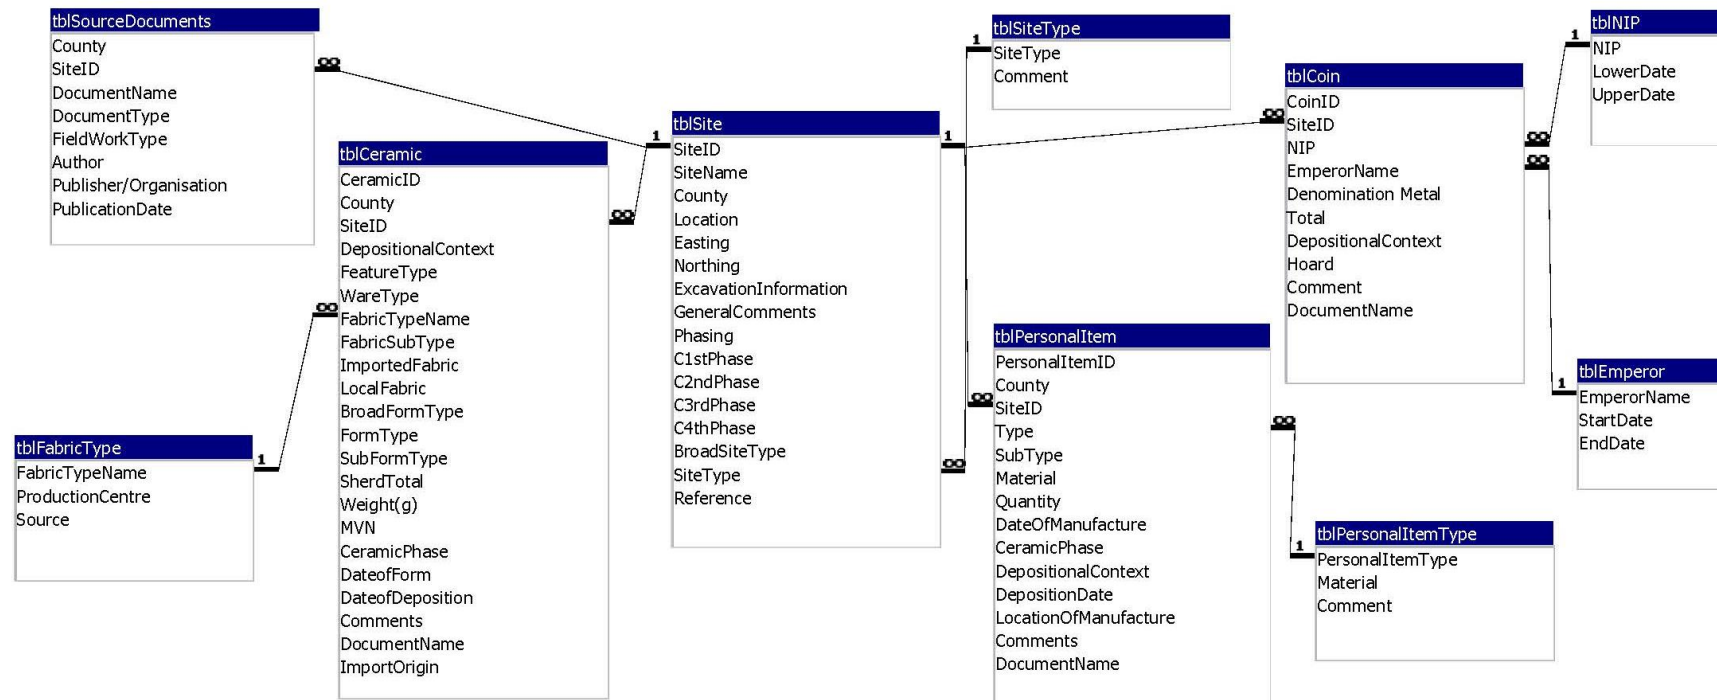 tblSourceDocuments
County
SiteID
DocumentName
DocumentType
FieldWorkType
Author
Publisher/Organisation
PublicationDate
tblCeramic
CeramicID
County
SiteID
DepositionalContext
FeatureType
WareType
FabricTypeName
FabricSubType
ImportedFabric
LocalFabric
BroadFormType
FormType
SubFormType
SherdTotal
Weight(g)
MVN
CeramicPhase
DateofForm
DateofDeposition
Comments
DocumentName
ImportOrigin
tblFabricType
FabricTypeName
ProductionCentre
Source
tblSite
SiteID
SiteName
County
Location
Easting
Northing
ExcavationInformation
GeneralComments
Phasing
C1stPhase
C2ndPhase
C3rdPhase
C4thPhase
BroadSiteType
SiteType
Reference
tblSiteType
SiteType
Comment
tblPersonalItem
PersonalItemID
County
SiteID
Type
SubType
Material
Quantity
DateOfManufacture
CeramicPhase
DepositionalContext
DepositionDate
LocationOfManufacture
Comments
DocumentName
tblCoin
CoinID
SiteID
NIP
EmperorName
Denomination Metal
Total
DepositionalContext
Hoard
Comment
DocumentName
tblNIP
NIP
LowerDate
UpperDate
tblEmperor
EmperorName
StartDate
EndDate
tblPersonalItemType
PersonalItemType
Material
Comment
∞
1
∞
∞
1
1
1
∞
∞
∞
∞
1
∞
∞
1
1